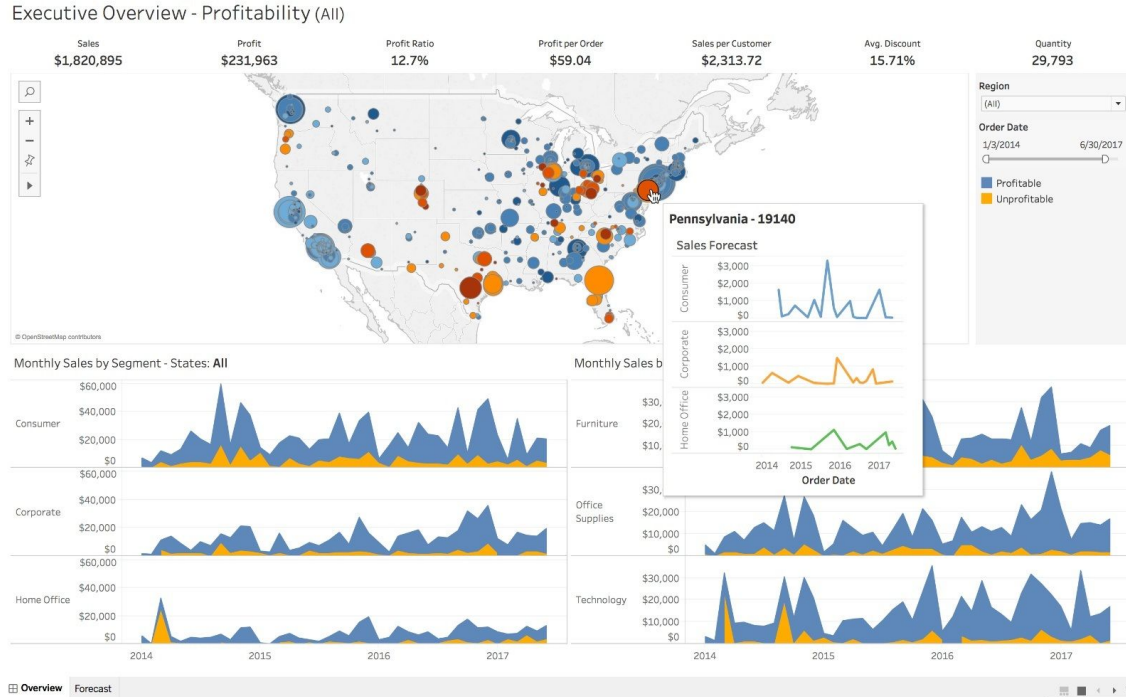 Executive Overview - Profitability (All)
Sales Profit Profit Ratio Profit per Order Sales per Customer Avg. Discount Quantity
$1,820,895 $231,963 12.7% $59.04 $2,313.72 15.71% 29,793
Region
(All)
Order Date
1/3/2014 6/30/2017
Profitable
Unprofitable
Pennsylvania - 19140
Sales Forecast
Consumer
$3,000
$2,000
$1,000
$0
Corporate
$3,000
$2,000
$1,000
$0
Home Office
$3,000
$2,000
$1,000
$0
2014 2015 2016 2017
Order Date
© OpenStreetMap contributors
Monthly Sales by Segment - States: All
Consumer
$60,000
$40,000
$20,000
$0
Corporate
$60,000
$40,000
$20,000
$0
Home Office
$60,000
$40,000
$20,000
$0
2014 2015 2016 2017
Monthly Sales b
Furniture
$30,
$20,
$10,
Office
Supplies
$30,
$20,000
$10,000
$0
Technology
$30,000
$20,000
$10,000
$0
2014 2015 2016 2017
Overview Forecast